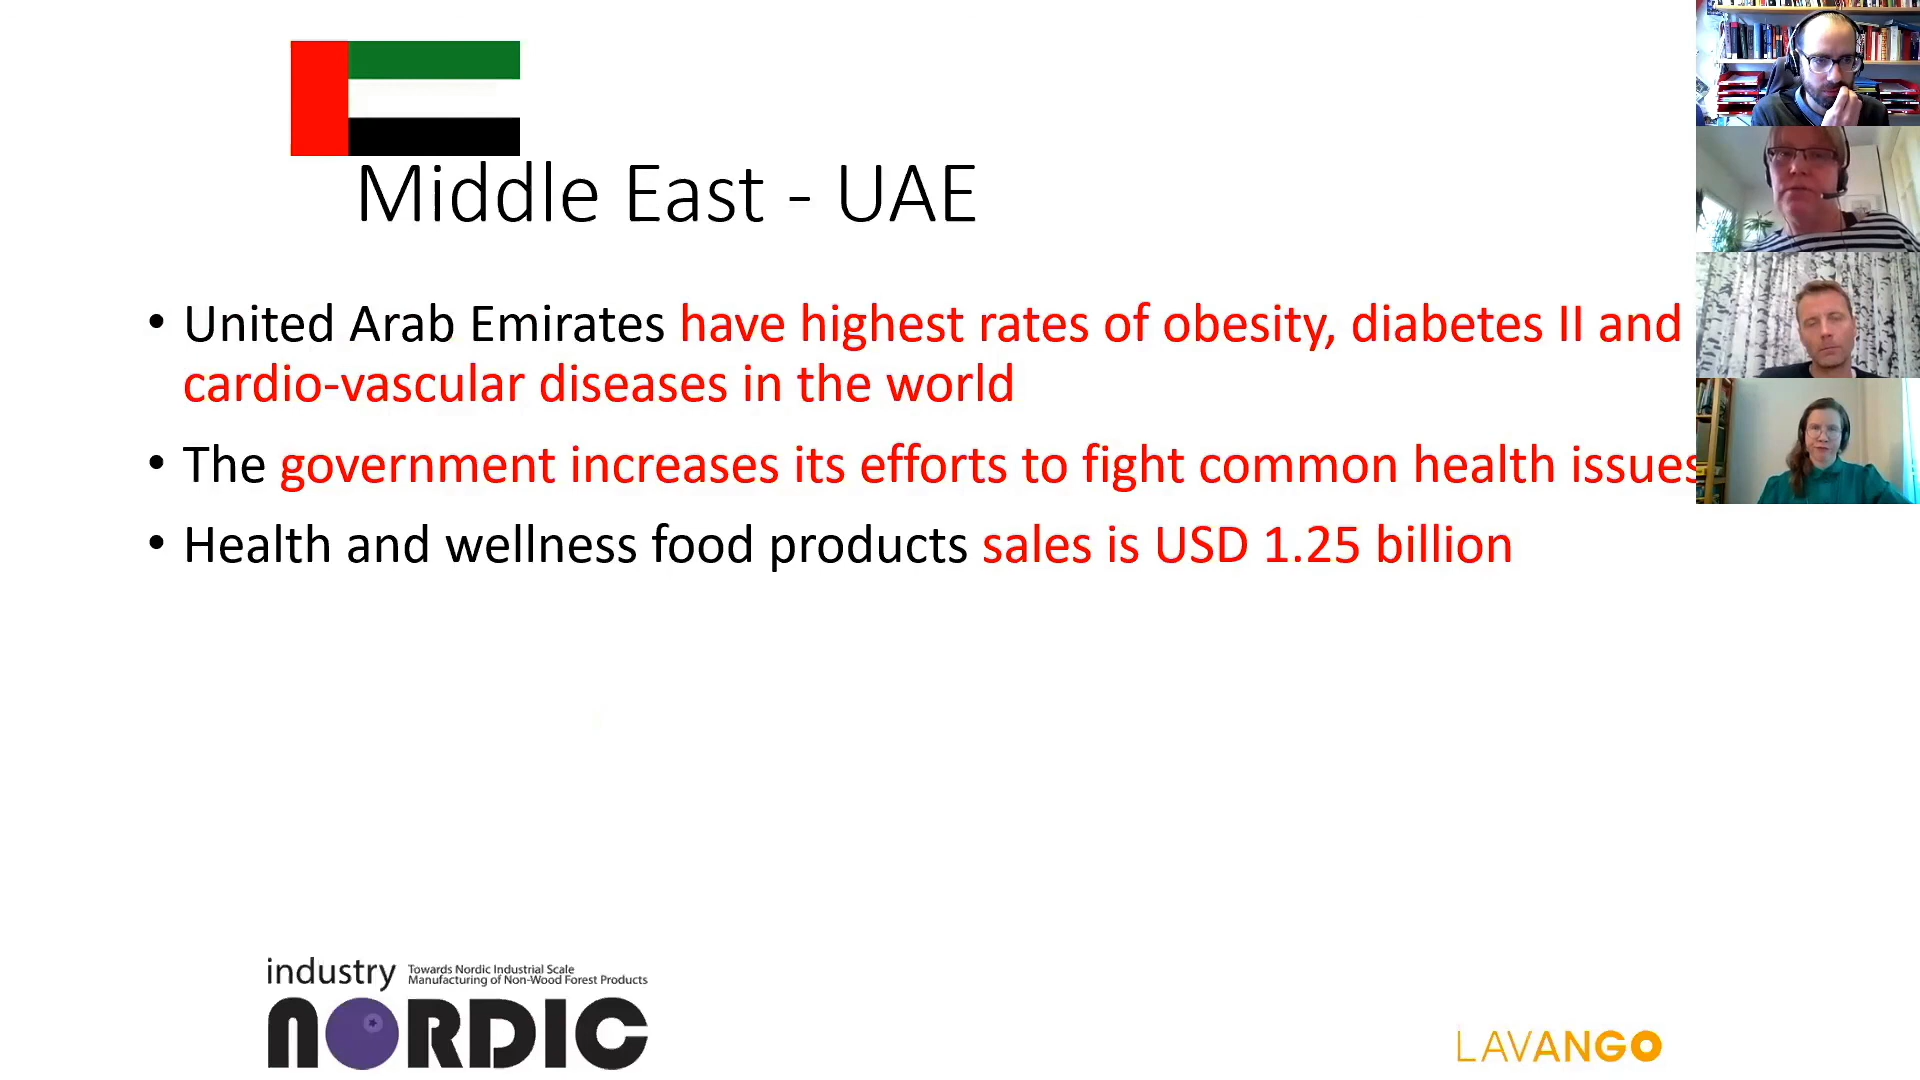 Middle East - UAE
• United Arab Emirates have highest rates of obesity, diabetes II and
cardio-vascular diseases in the world
• The government increases its efforts to fight common health issues
• Health and wellness food products sales is USD 1.25 billion
industry Towards Nordic Industrial Scale
Manufacturing of Non-Wood Forest Products
NORDIC
LAVANGO